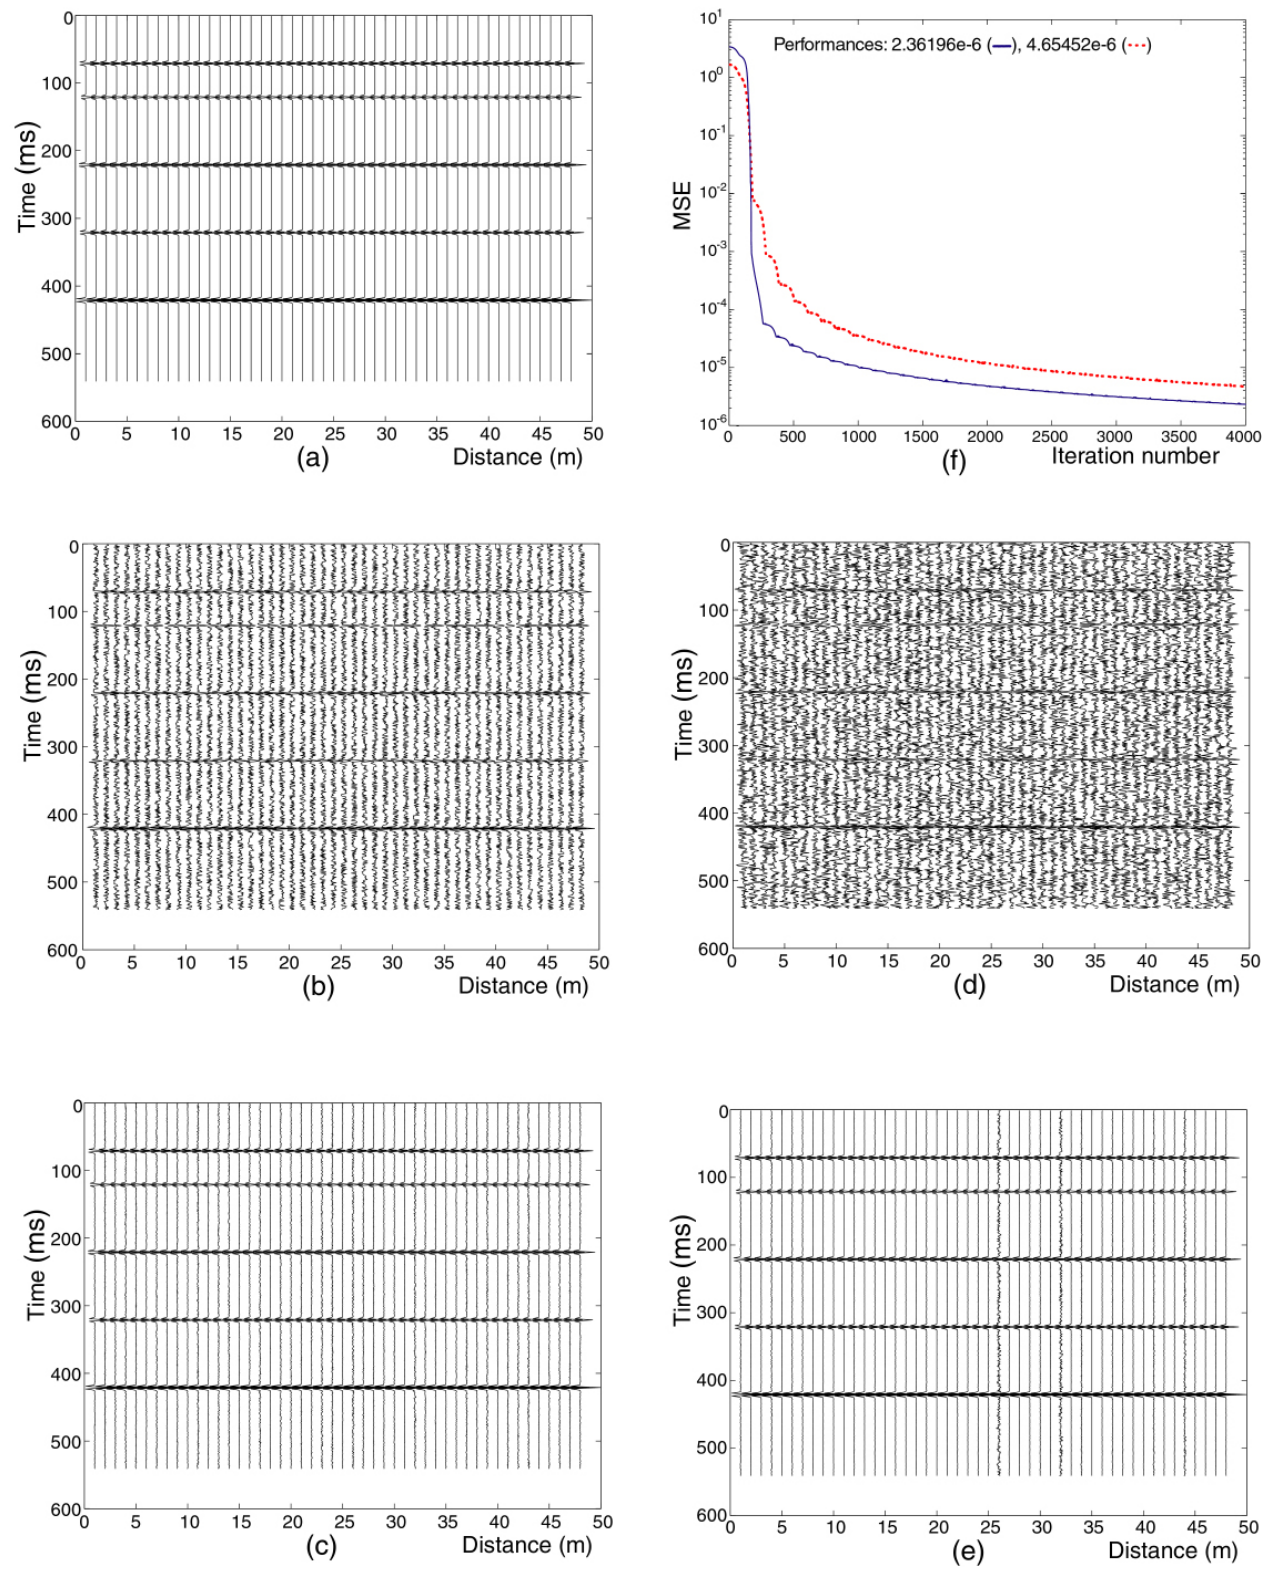 0
100
200
300
400
500
600
Time (ms)
0 5 10 15 20 25 30 35 40 45 50
Distance (m)
(a)
10^1
10^0
10^-1
10^-2
10^-3
10^-4
10^-5
10^-6
MSE
Performances: 2.36196e-6 (—), 4.65452e-6 (---)
0 500 1000 1500 2000 2500 3000 3500 4000
Iteration number
(f)
0
100
200
300
400
500
600
Time (ms)
0 5 10 15 20 25 30 35 40 45 50
Distance (m)
(b)
0
100
200
300
400
500
600
Time (ms)
0 5 10 15 20 25 30 35 40 45 50
Distance (m)
(d)
0
100
200
300
400
500
600
Time (ms)
0 5 10 15 20 25 30 35 40 45 50
Distance (m)
(c)
0
100
200
300
400
500
600
Time (ms)
0 5 10 15 20 25 30 35 40 45 50
Distance (m)
(e)